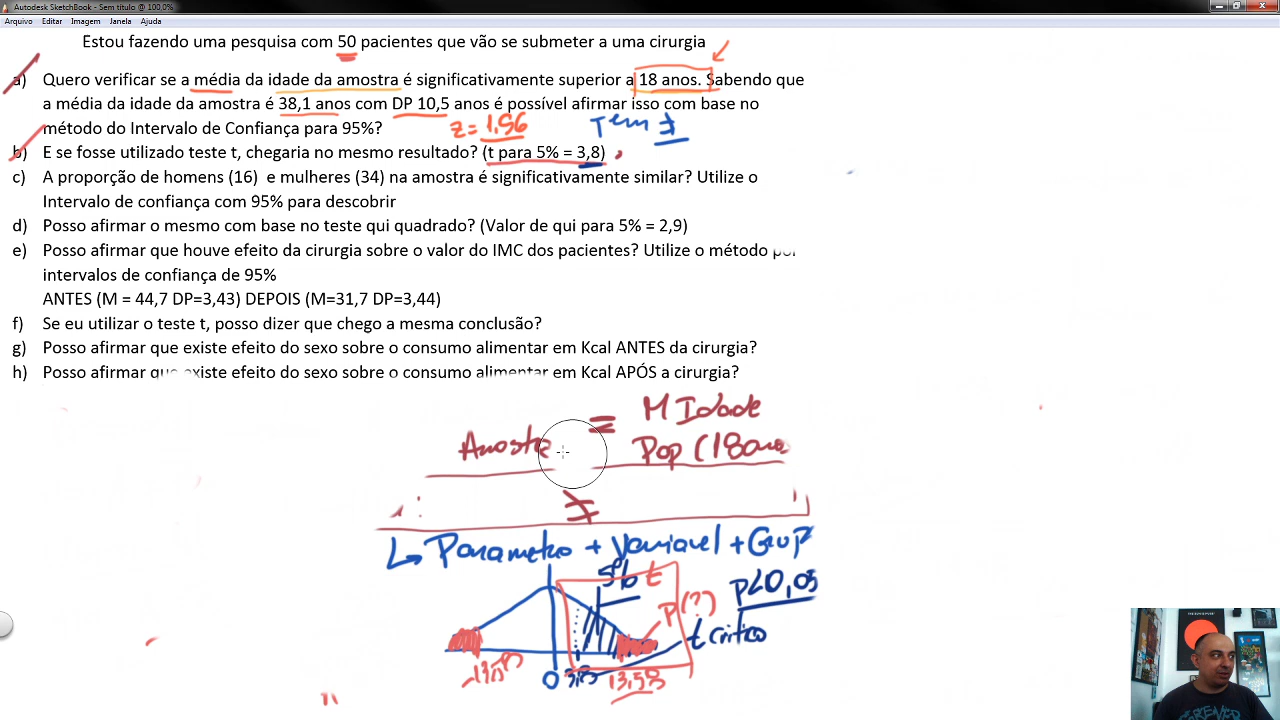 Autodesk SketchBook - Sem título @ 100,0%
Arquivo Editar Imagem Janela Ajuda
Estou fazendo uma pesquisa com 50 pacientes que vão se submeter a uma cirurgia
a) Quero verificar se a média da idade da amostra é significativamente superior a 18 anos. Sabendo que
a média da idade da amostra é 38,1 anos com DP 10,5 anos é possível afirmar isso com base no
método do Intervalo de Confiança para 95%?
z = 1,96
b) E se fosse utilizado teste t, chegaria no mesmo resultado? (t para 5% = 3,8)
c) A proporção de homens (16) e mulheres (34) na amostra é significativamente similar? Utilize o
Intervalo de confiança com 95% para descobrir
d) Posso afirmar o mesmo com base no teste qui quadrado? (Valor de qui para 5% = 2,9)
e) Posso afirmar que houve efeito da cirurgia sobre o valor do IMC dos pacientes? Utilize o método por
intervalos de confiança de 95%
ANTES (M = 44,7 DP=3,43) DEPOIS (M=31,7 DP=3,44)
f) Se eu utilizar o teste t, posso dizer que chego a mesma conclusão?
g) Posso afirmar que existe efeito do sexo sobre o consumo alimentar em Kcal ANTES da cirurgia?
h) Posso afirmar que existe efeito do sexo sobre o consumo alimentar em Kcal APÓS a cirurgia?
= M Idade
Pop (18 anos
≠
Parametro + Variavel + Grup
5% t
p<0,05
p(?)
t crítico
0
13,53